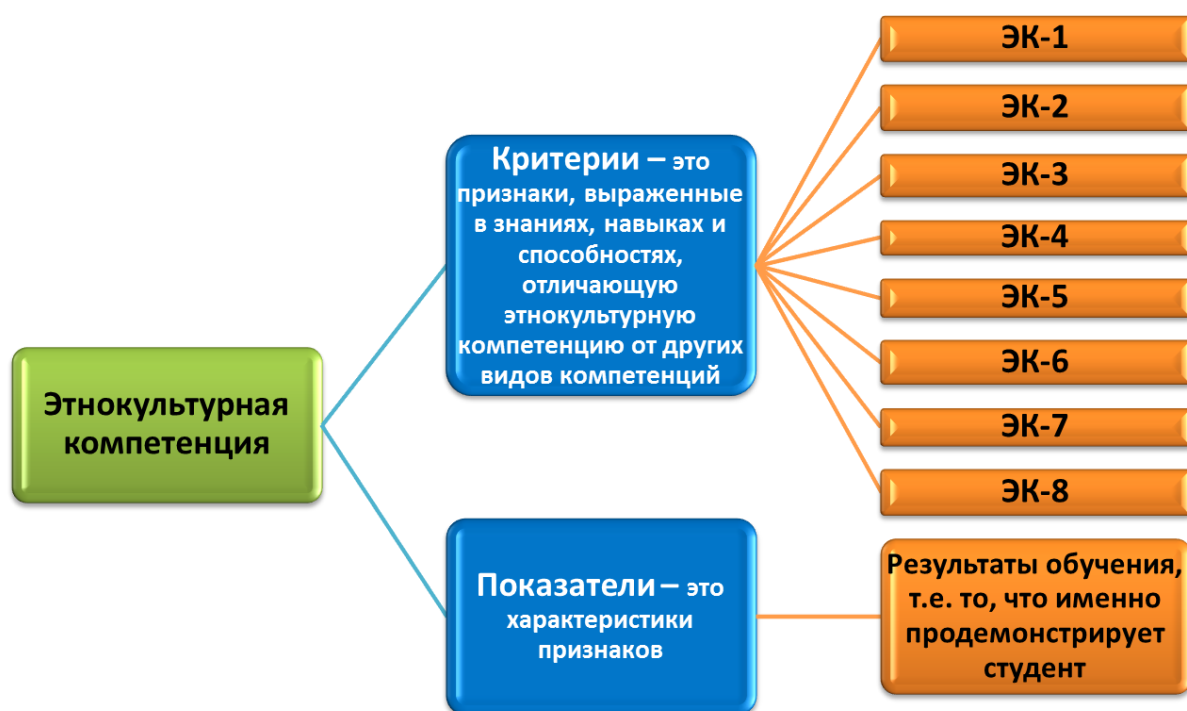 Этнокультурная
компетенция
Критерии – это
признаки, выраженные
в знаниях, навыках и
способностях,
отличающую
этнокультурную
компетенцию от других
видов компетенций
ЭК-1
ЭК-2
ЭК-3
ЭК-4
ЭК-5
ЭК-6
ЭК-7
ЭК-8
Показатели – это
характеристики
признаков
Результаты обучения,
т.е. то, что именно
продемонстрирует
студент